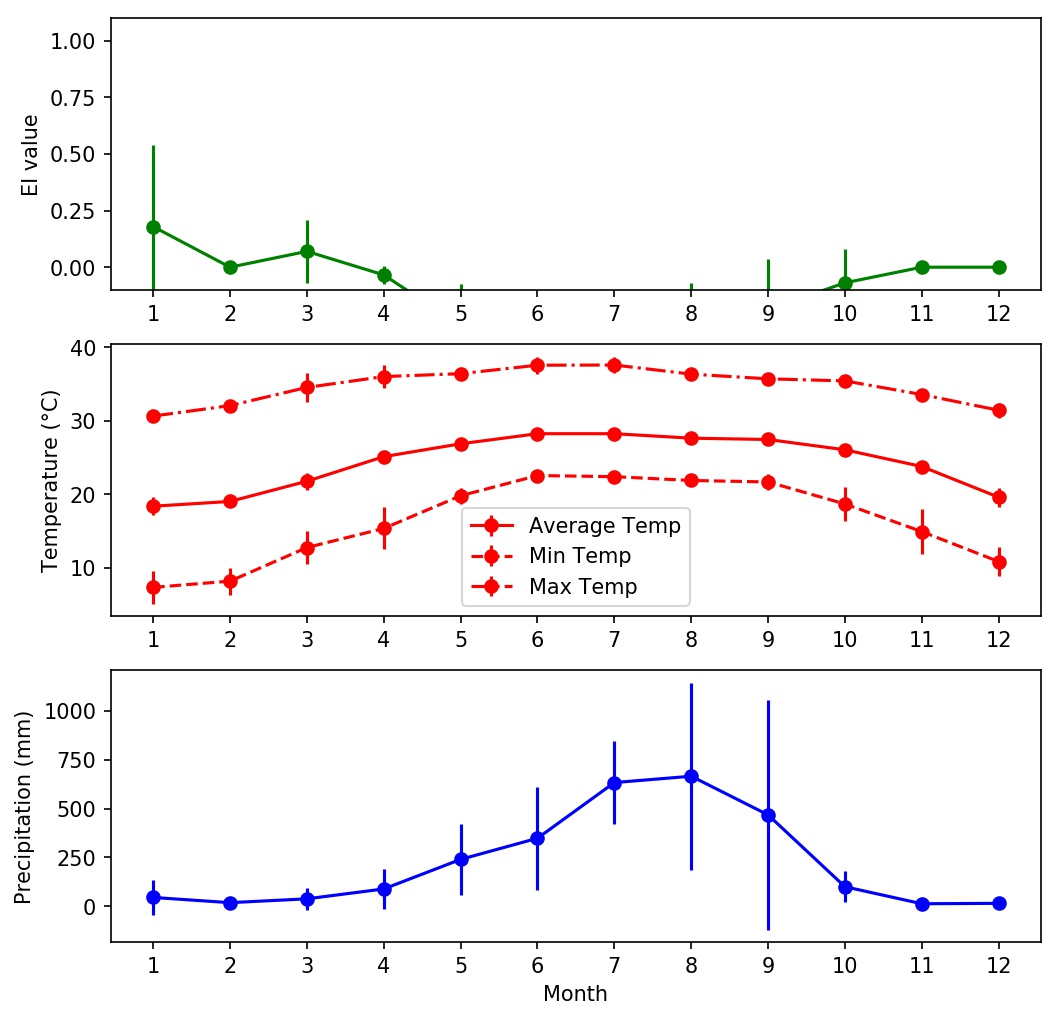 EI value
1.00
0.75
0.50
0.25
0.00
1 2 3 4 5 6 7 8 9 10 11 12
Temperature (°C)
40
30
20
10
Average Temp
Min Temp
Max Temp
1 2 3 4 5 6 7 8 9 10 11 12
Precipitation (mm)
1000
750
500
250
0
1 2 3 4 5 6 7 8 9 10 11 12
Month